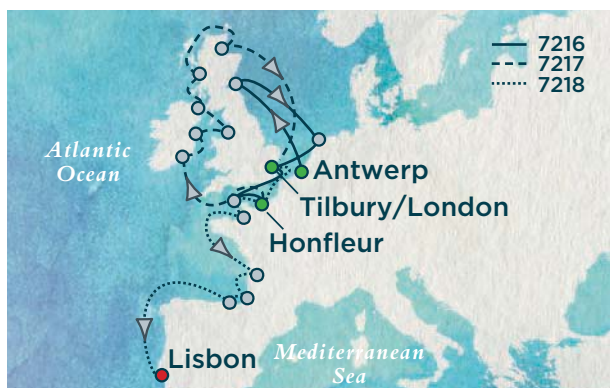 7216
7217
7218
Atlantic
Ocean
Antwerp
Tilbury/London
Honfleur
Lisbon
Mediterranean
Sea